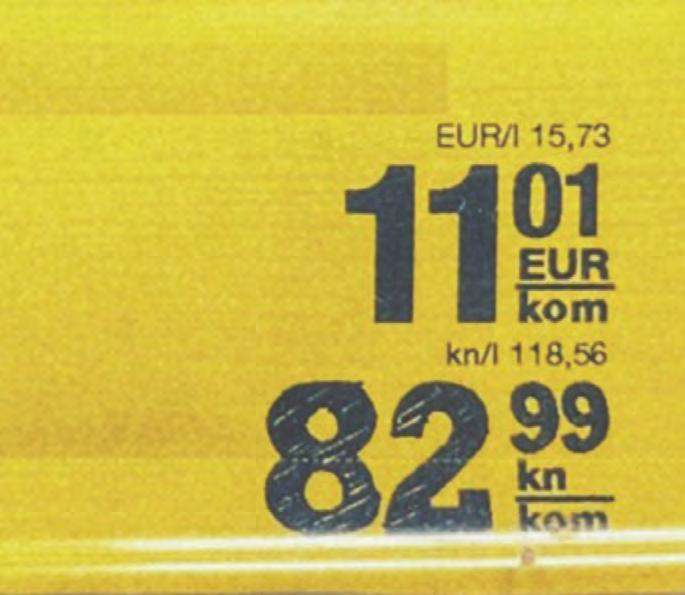 EUR/l 15,73
11 01
EUR
kom
kn/l 118,56
82 99
kn
kom